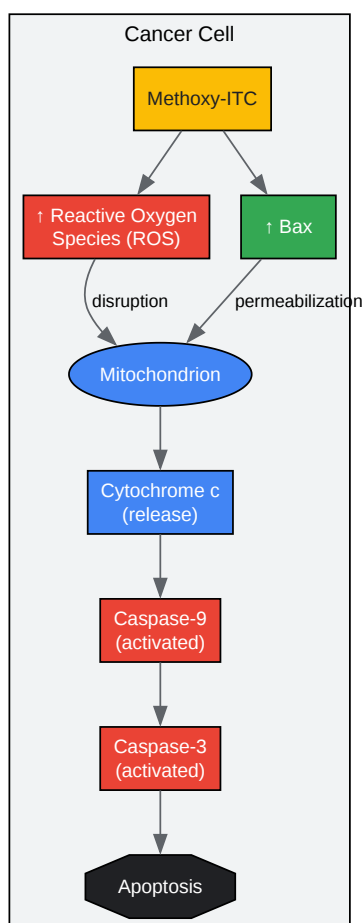 Cancer Cell
Methoxy-ITC
↑ Reactive Oxygen
Species (ROS)
↑ Bax
disruption
permeabilization
Mitochondrion
Cytochrome c
(release)
Caspase-9
(activated)
Caspase-3
(activated)
Apoptosis